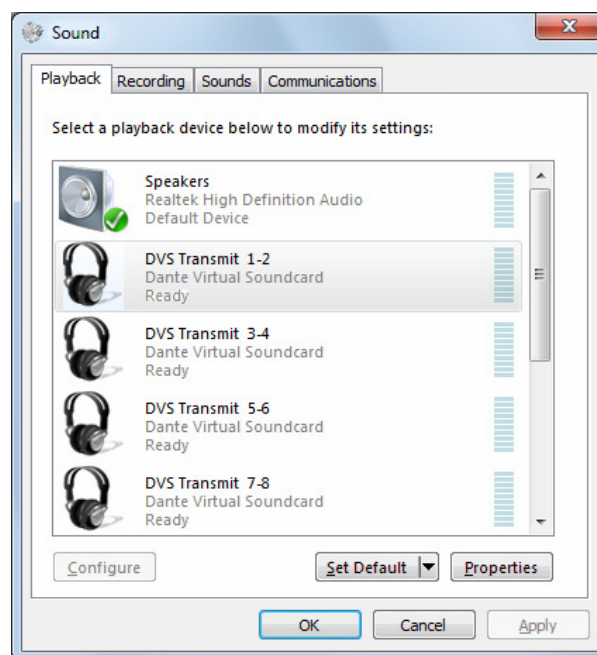 Sound
Playback Recording Sounds Communications
Select a playback device below to modify its settings:
Speakers
Realtek High Definition Audio
Default Device
DVS Transmit 1-2
Dante Virtual Soundcard
Ready
DVS Transmit 3-4
Dante Virtual Soundcard
Ready
DVS Transmit 5-6
Dante Virtual Soundcard
Ready
DVS Transmit 7-8
Dante Virtual Soundcard
Ready
Configure Set Default Properties
OK Cancel Apply